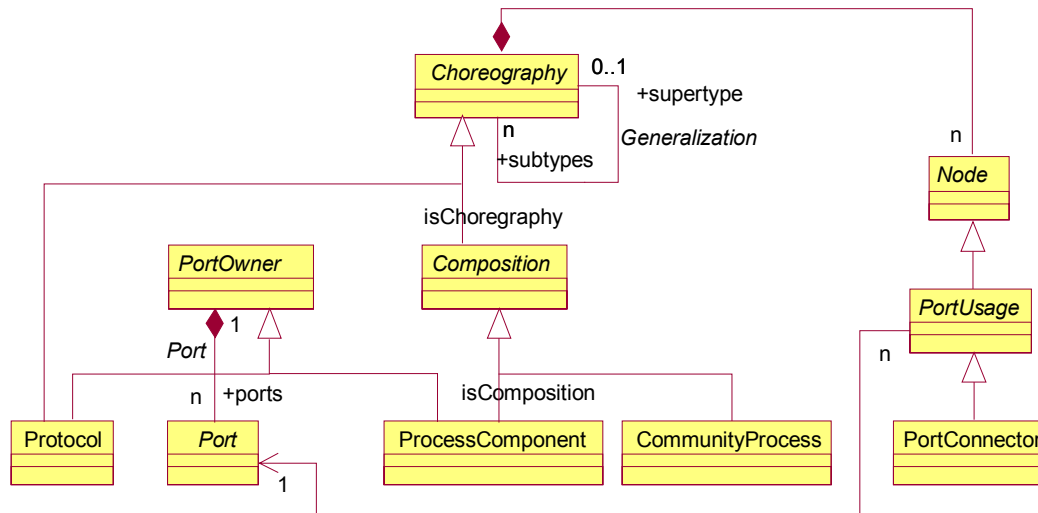 Choreography
0..1
+supertype
n
Generalization
+subtypes
n
Node
isChoregraphy
PortOwner
Composition
PortUsage
1
Port
n
n
+ports
isComposition
Protocol
Port
ProcessComponent
CommunityProcess
PortConnector
1